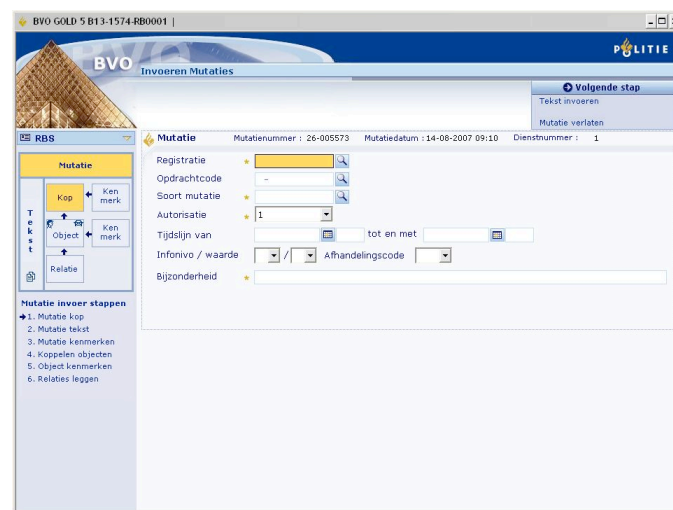 BVO GOLD 5 B13-1574-RB0001 |
POLITIE
BVO
Invoeren Mutaties
Volgende stap
Tekst invoeren
Mutatie verlaten
RBS
Mutatie Mutatienummer : 26-005573 Mutatiedatum : 14-08-2007 09:10 Dienstnummer : 1
Mutatie
Kop
Ken
merk
Tekst
Object
Ken
merk
Relatie
Registratie *
Opdrachtcode –
Soort mutatie *
Autorisatie * 1
Tijdslijn van tot en met
Infonivo / waarde / Afhandelingscode
Bijzonderheid *
Mutatie invoer stappen
1. Mutatie kop
2. Mutatie tekst
3. Mutatie kenmerken
4. Koppelen objecten
5. Object kenmerken
6. Relaties leggen